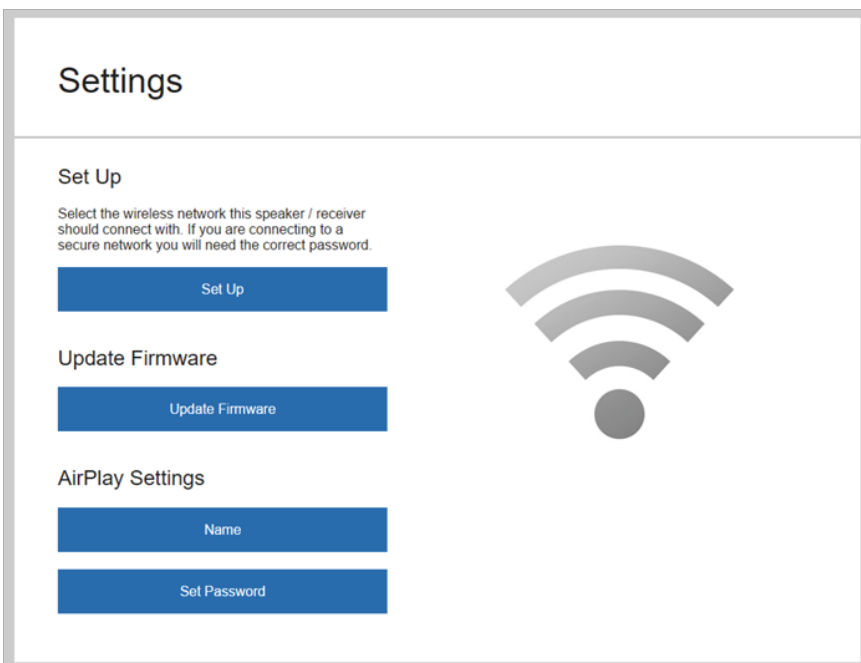 Settings
Set Up
Select the wireless network this speaker / receiver
should connect with. If you are connecting to a
secure network you will need the correct password.
Set Up
Update Firmware
Update Firmware
AirPlay Settings
Name
Set Password